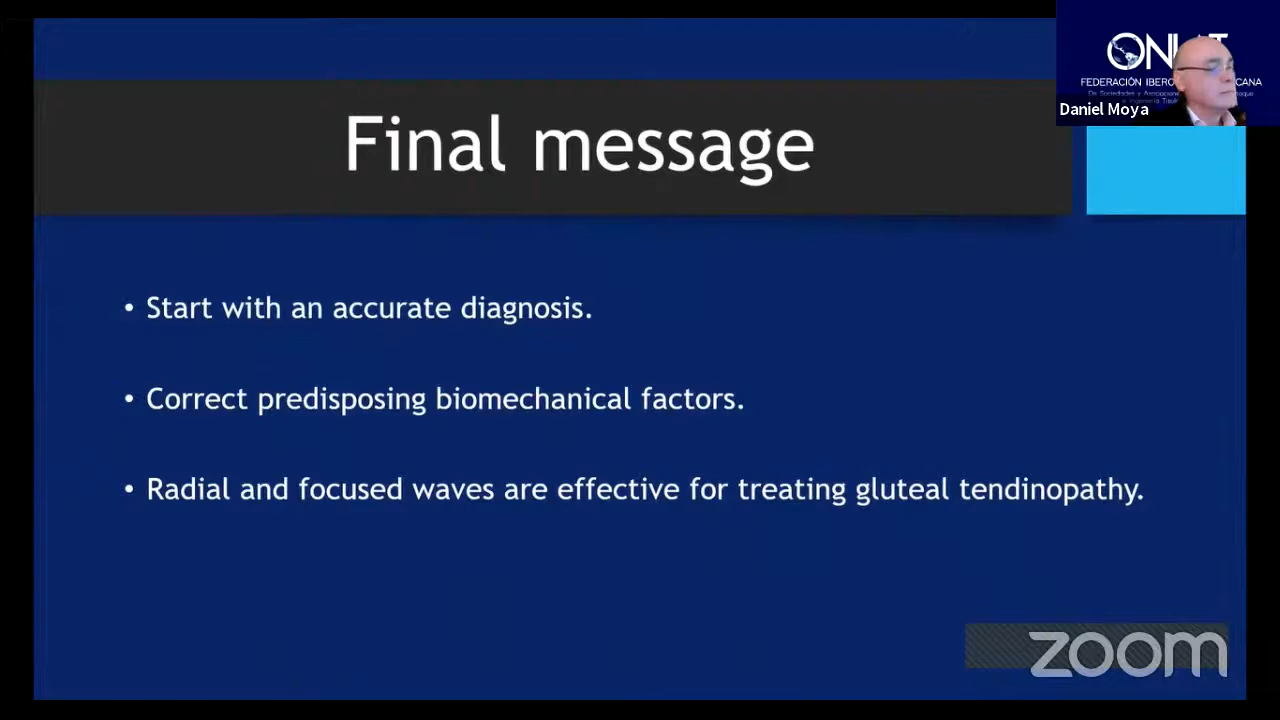 Final message
FEDERACIÓN
CANA
Daniel Moya
• Start with an accurate diagnosis.
• Correct predisposing biomechanical factors.
• Radial and focused waves are effective for treating gluteal tendinopathy.
zoom